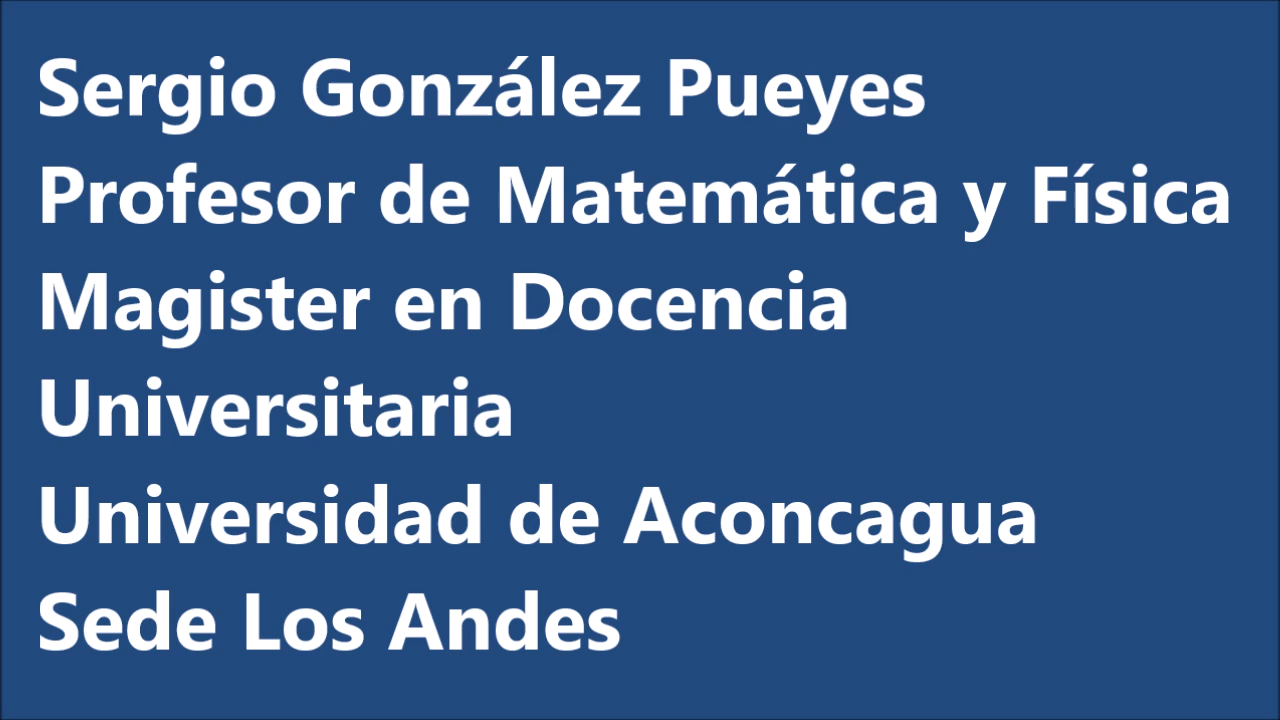 Sergio González Pueyes
Profesor de Matemática y Física
Magister en Docencia
Universitaria
Universidad de Aconcagua
Sede Los Andes